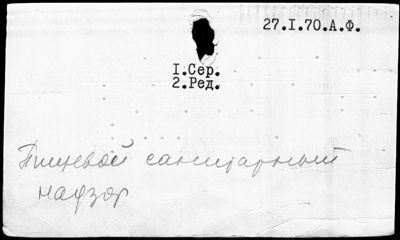 27.I.70.А.Ф.
I.Сер.
2.Ред.
Пищевой санитарный
надзор